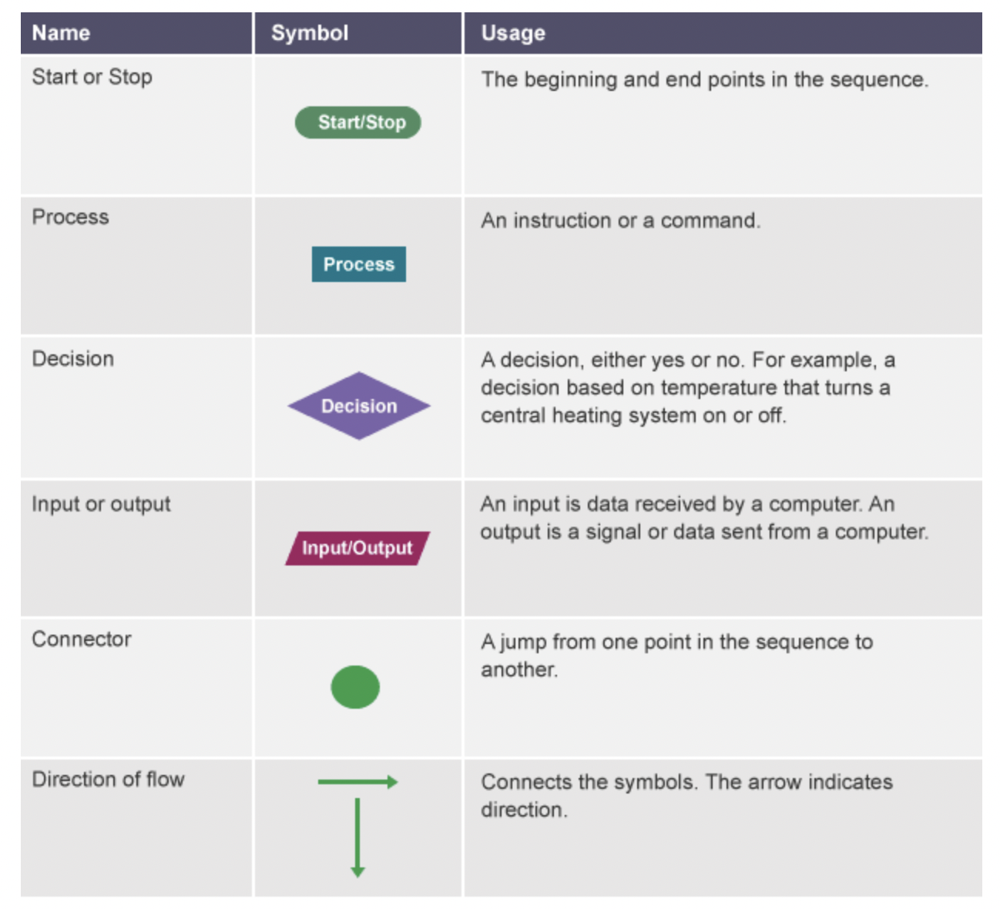 Name Symbol Usage
Start or Stop
Start/Stop
The beginning and end points in the sequence.
Process
Process
An instruction or a command.
Decision
Decision
A decision, either yes or no. For example, a
decision based on temperature that turns a
central heating system on or off.
Input or output
Input/Output
An input is data received by a computer. An
output is a signal or data sent from a computer.
Connector
A jump from one point in the sequence to
another.
Direction of flow
Connects the symbols. The arrow indicates
direction.